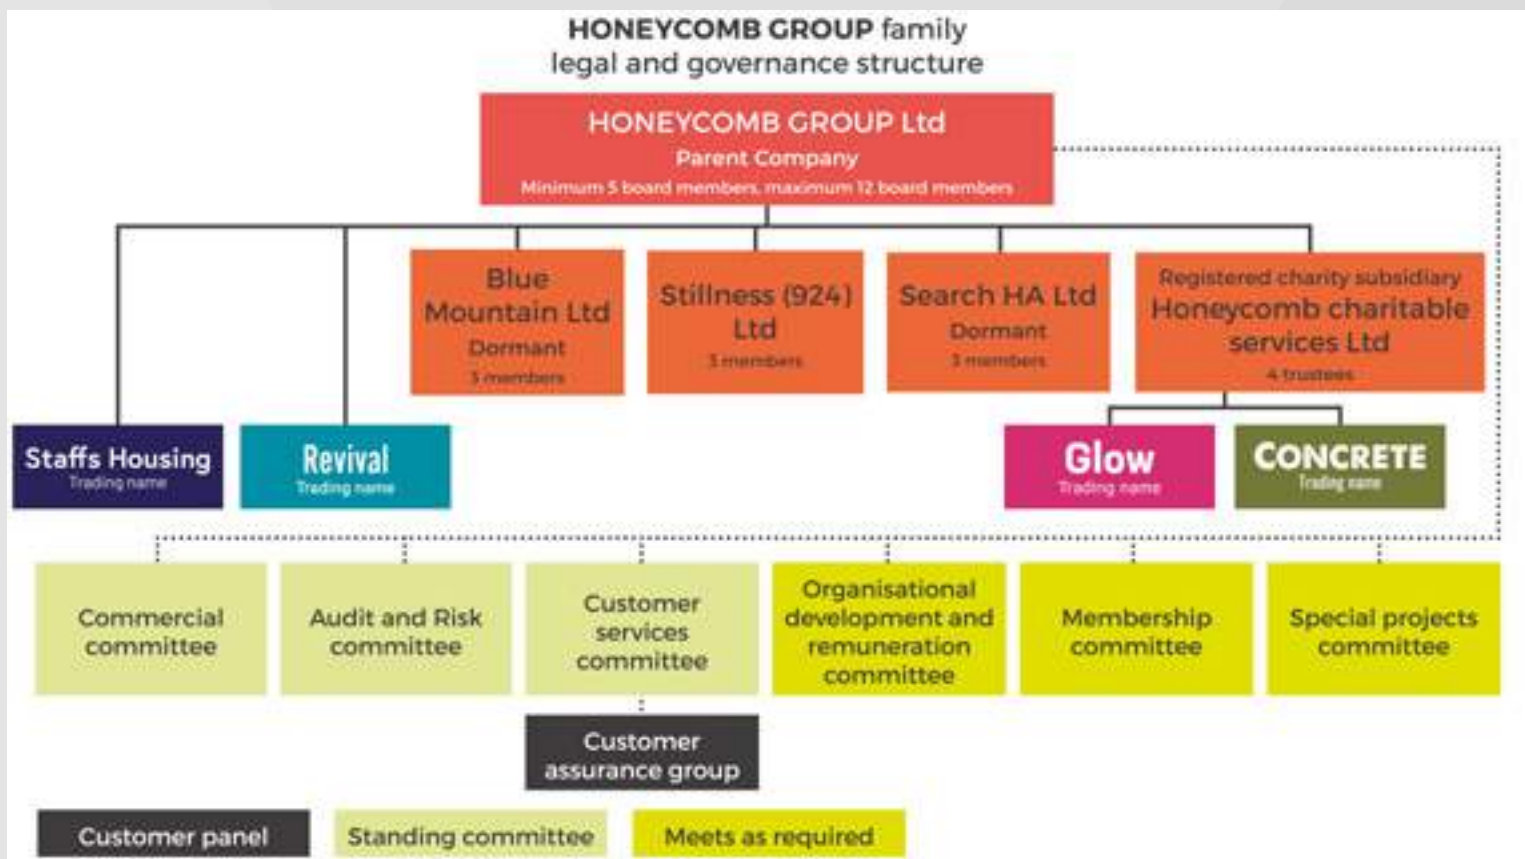 HONEYCOMB GROUP family
legal and governance structure
HONEYCOMB GROUP Ltd
Parent Company
Minimum 5 board members, maximum 12 board members
Blue
Mountain Ltd
Dormant
3 members
Stillness (924)
Ltd
3 members
Search HA Ltd
Dormant
3 members
Registered charity subsidiary
Honeycomb charitable
services Ltd
4 trustees
Staffs Housing
Trading name
Revival
Trading name
Glow
Trading name
CONCRETE
Trading name
Commercial
committee
Audit and Risk
committee
Customer
services
committee
Organisational
development and
remuneration
committee
Membership
committee
Special projects
committee
Customer
assurance group
Customer panel
Standing committee
Meets as required